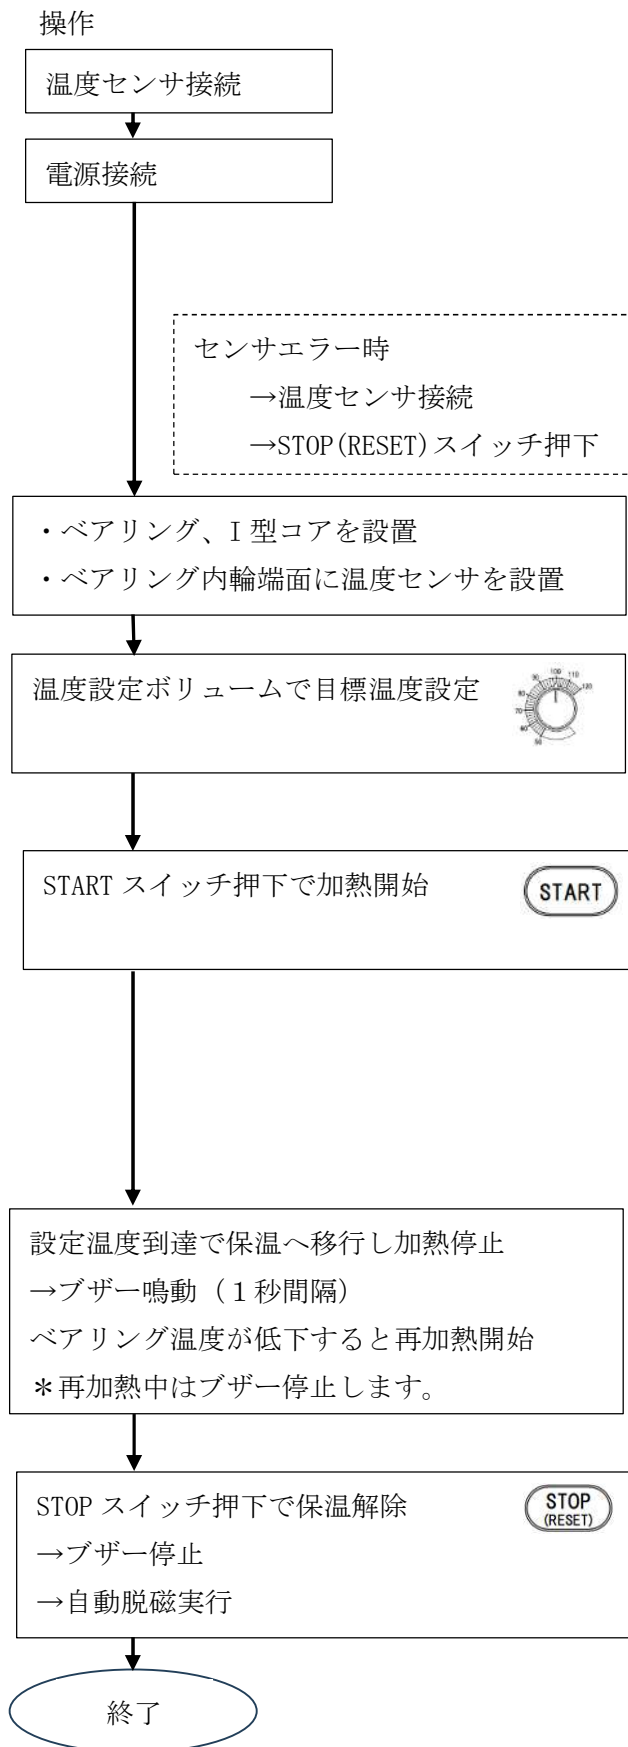 操作
温度センサ接続
電源接続
センサエラー時
→温度センサ接続
→STOP(RESET)スイッチ押下
・ベアリング、I 型コアを設置
・ベアリング内輪端面に温度センサを設置
温度設定ボリュームで目標温度設定
50
60
70
80
90
100
110
120
START スイッチ押下で加熱開始
START
設定温度到達で保温へ移行し加熱停止
→ブザー鳴動（１秒間隔）
ベアリング温度が低下すると再加熱開始
＊再加熱中はブザー停止します。
STOP スイッチ押下で保温解除
STOP
(RESET)
→ブザー停止
→自動脱磁実行
終了